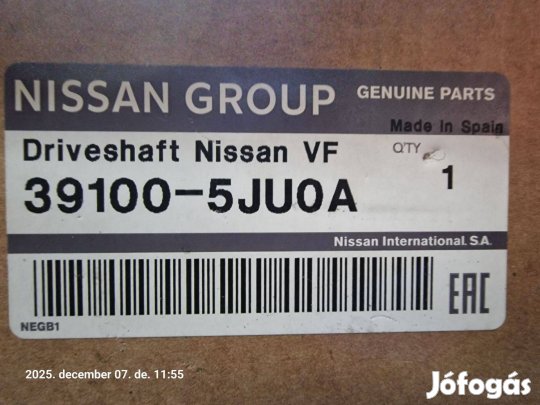 NISSAN GROUP GENUINE PARTS
Made in Spain
Driveshaft Nissan VF Q'TY
39100-5JU0A 1
Nissan International S.A.
NEGB1 EAC
2025. december 07. de. 11:55
Jófogás